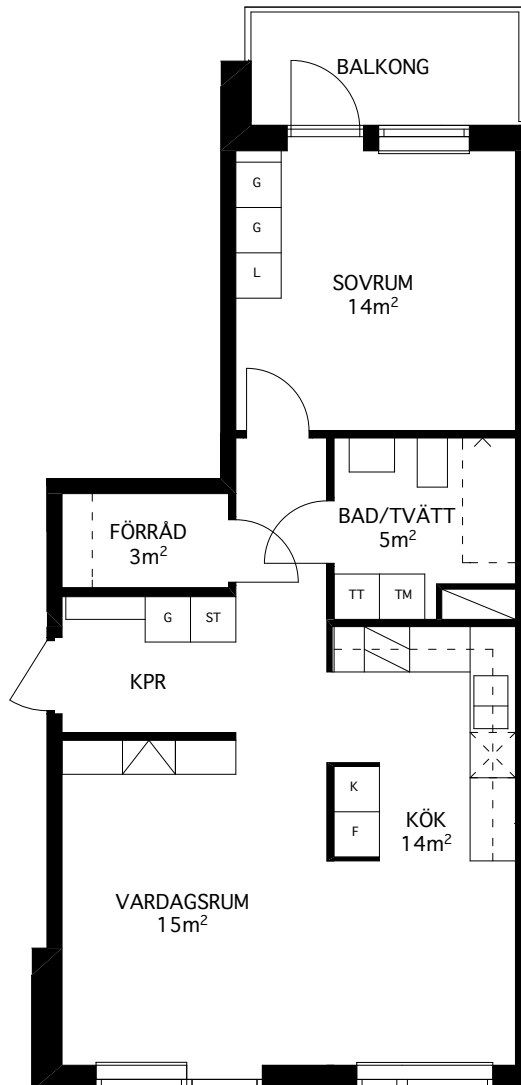 BALKONG
G
G
L
SOVRUM
14m²
FÖRRÅD
3m²
BAD/TVÄTT
5m²
TT TM
G ST
KPR
K
F
KÖK
14m²
VARDAGSRUM
15m²